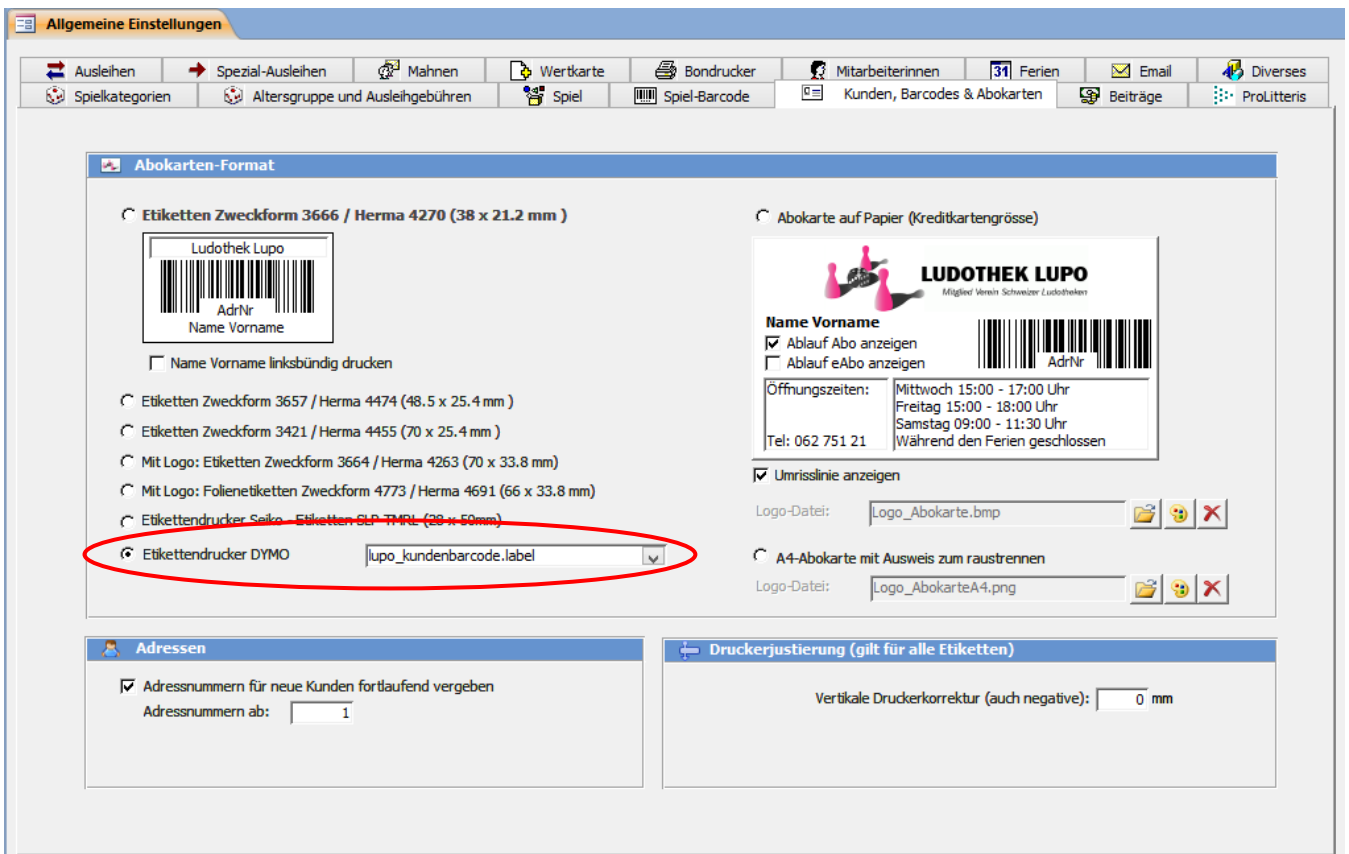 Allgemeine Einstellungen
Ausleihen
Spezial-Ausleihen
Mahnen
Wertkarte
Bondrucker
Mitarbeiterinnen
31 Ferien
Email
Diverses
Spielkategorien
Altersgruppe und Ausleihgebühren
Spiel
Spiel-Barcode
Kunden, Barcodes & Abokarten
Beiträge
ProLitteris
Abokarten-Format
Etiketten Zweckform 3666 / Herma 4270 (38 x 21.2 mm )
Ludothek Lupo
AdrNr
Name Vorname
Name Vorname linksbündig drucken
Etiketten Zweckform 3657 / Herma 4474 (48.5 x 25.4 mm )
Etiketten Zweckform 3421 / Herma 4455 (70 x 25.4 mm )
Mit Logo: Etiketten Zweckform 3664 / Herma 4263 (70 x 33.8 mm)
Mit Logo: Folienetiketten Zweckform 4773 / Herma 4691 (66 x 33.8 mm)
Etikettendrucker Seiko - Etiketten SLP-TMRL (28 x 50mm)
Etikettendrucker DYMO
lupo_kundenbarcode.label
Abokarte auf Papier (Kreditkartengrösse)
LUDOTHEK LUPO
Mitglied Verein Schweizer Ludotheken
Name Vorname
Ablauf Abo anzeigen
Ablauf eAbo anzeigen
AdrNr
Öffnungszeiten:
Mittwoch 15:00 - 17:00 Uhr
Freitag 15:00 - 18:00 Uhr
Samstag 09:00 - 11:30 Uhr
Tel: 062 751 21
Während den Ferien geschlossen
Umrisslinie anzeigen
Logo-Datei:
Logo_Abokarte.bmp
A4-Abokarte mit Ausweis zum raustrennen
Logo-Datei:
Logo_AbokarteA4.png
Adressen
Adressnummern für neue Kunden fortlaufend vergeben
Adressnummern ab: 1
Druckerjustierung (gilt für alle Etiketten)
Vertikale Druckerkorrektur (auch negative): 0 mm